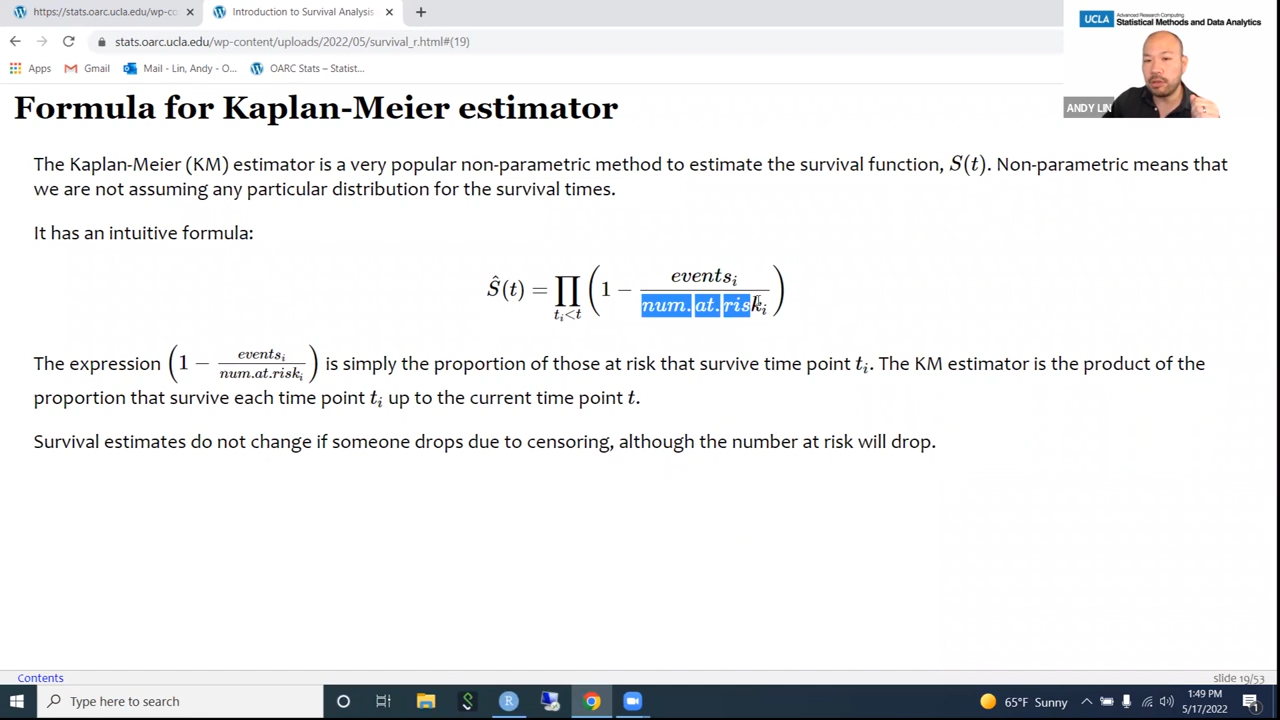 https://stats.oarc.ucla.edu/wp-co
Introduction to Survival Analysis
stats.oarc.ucla.edu/wp-content/uploads/2022/05/survival_r.html#(19)
Apps
Gmail
Mail - Lin, Andy - O...
OARC Stats – Statist...
UCLA
Advanced Research Computing
Statistical Methods and Data Analytics
ANDY LIN
Formula for Kaplan-Meier estimator
The Kaplan-Meier (KM) estimator is a very popular non-parametric method to estimate the survival function, S(t). Non-parametric means that
we are not assuming any particular distribution for the survival times.
It has an intuitive formula:
Ŝ(t) = ∏_{t_i<t} (1 − events_i / num.at.risk_i)
The expression (1 − events_i / num.at.risk_i) is simply the proportion of those at risk that survive time point t_i. The KM estimator is the product of the
proportion that survive each time point t_i up to the current time point t.
Survival estimates do not change if someone drops due to censoring, although the number at risk will drop.
Contents
slide 19/53
Type here to search
65°F Sunny
1:49 PM
5/17/2022